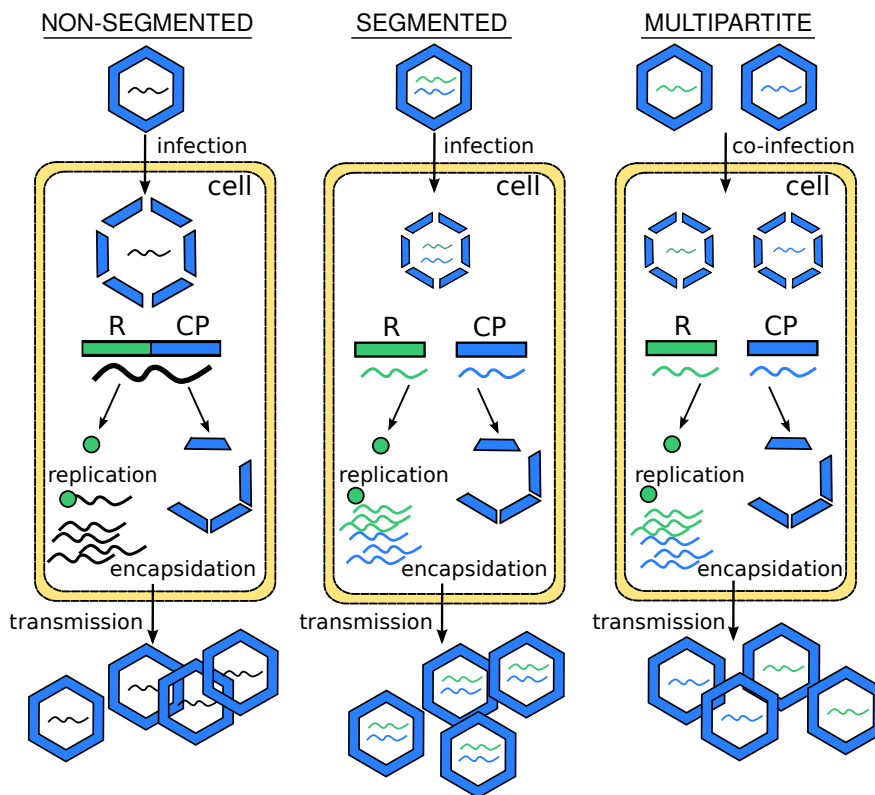 NON-SEGMENTED
infection
cell
R CP
replication
encapsidation
transmission
SEGMENTED
infection
cell
R CP
replication
encapsidation
transmission
MULTIPARTITE
co-infection
cell
R CP
replication
encapsidation
transmission